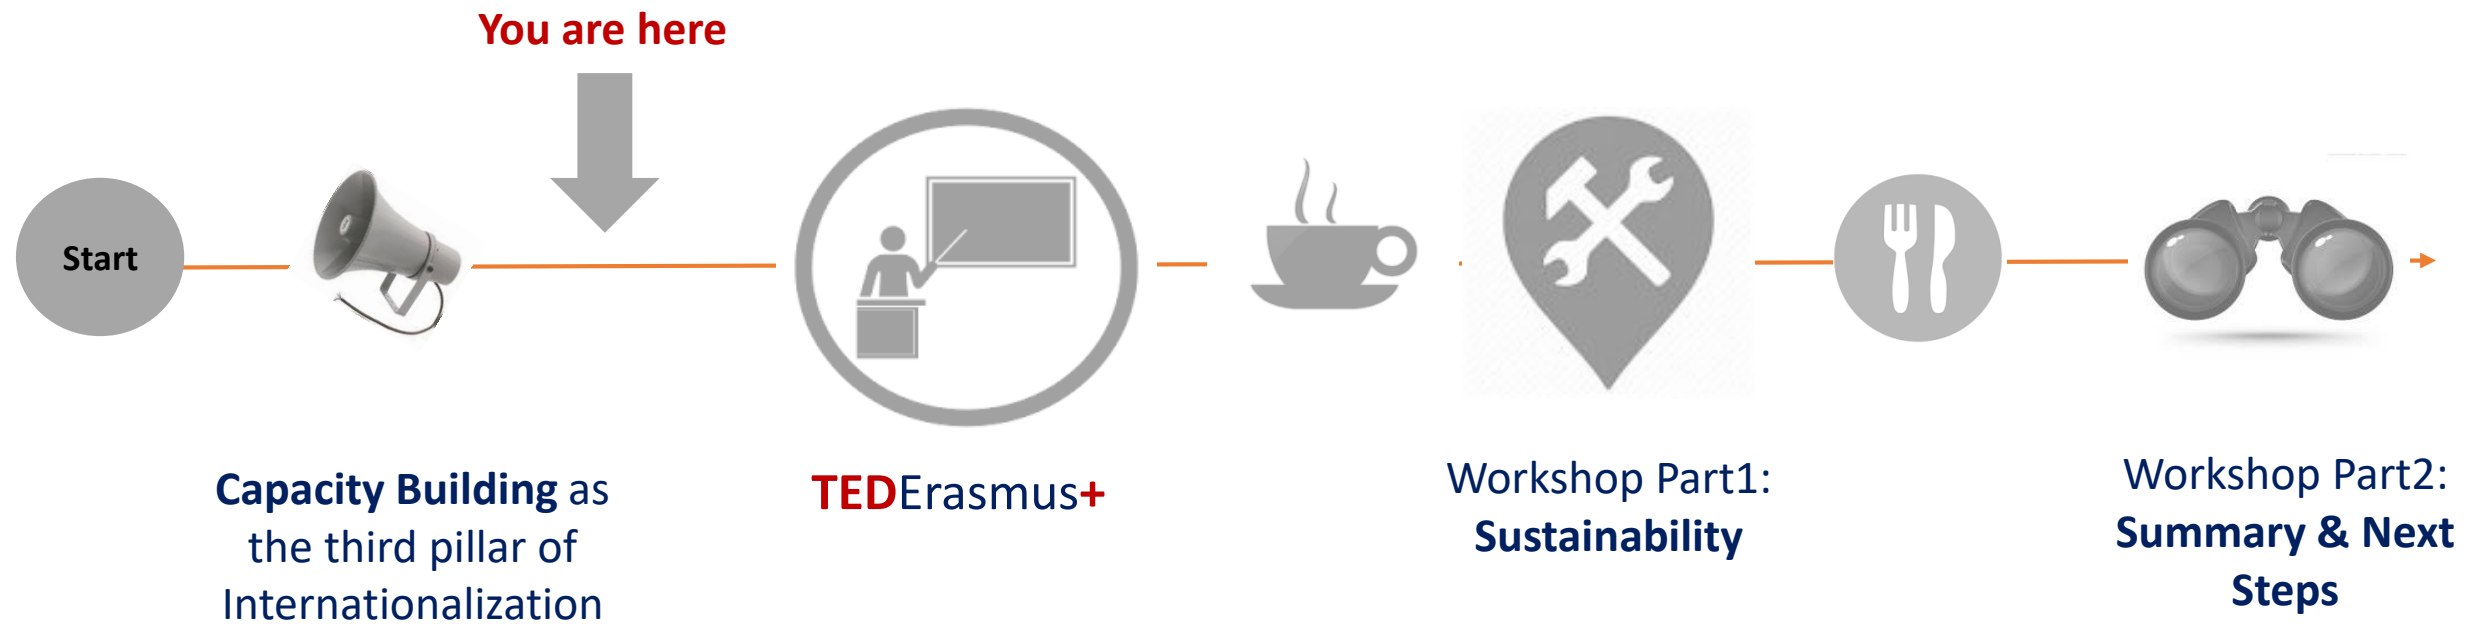 You are here
Start
Capacity Building as
the third pillar of
Internationalization
TEDErasmus+
Workshop Part1:
Sustainability
Workshop Part2:
Summary & Next
Steps